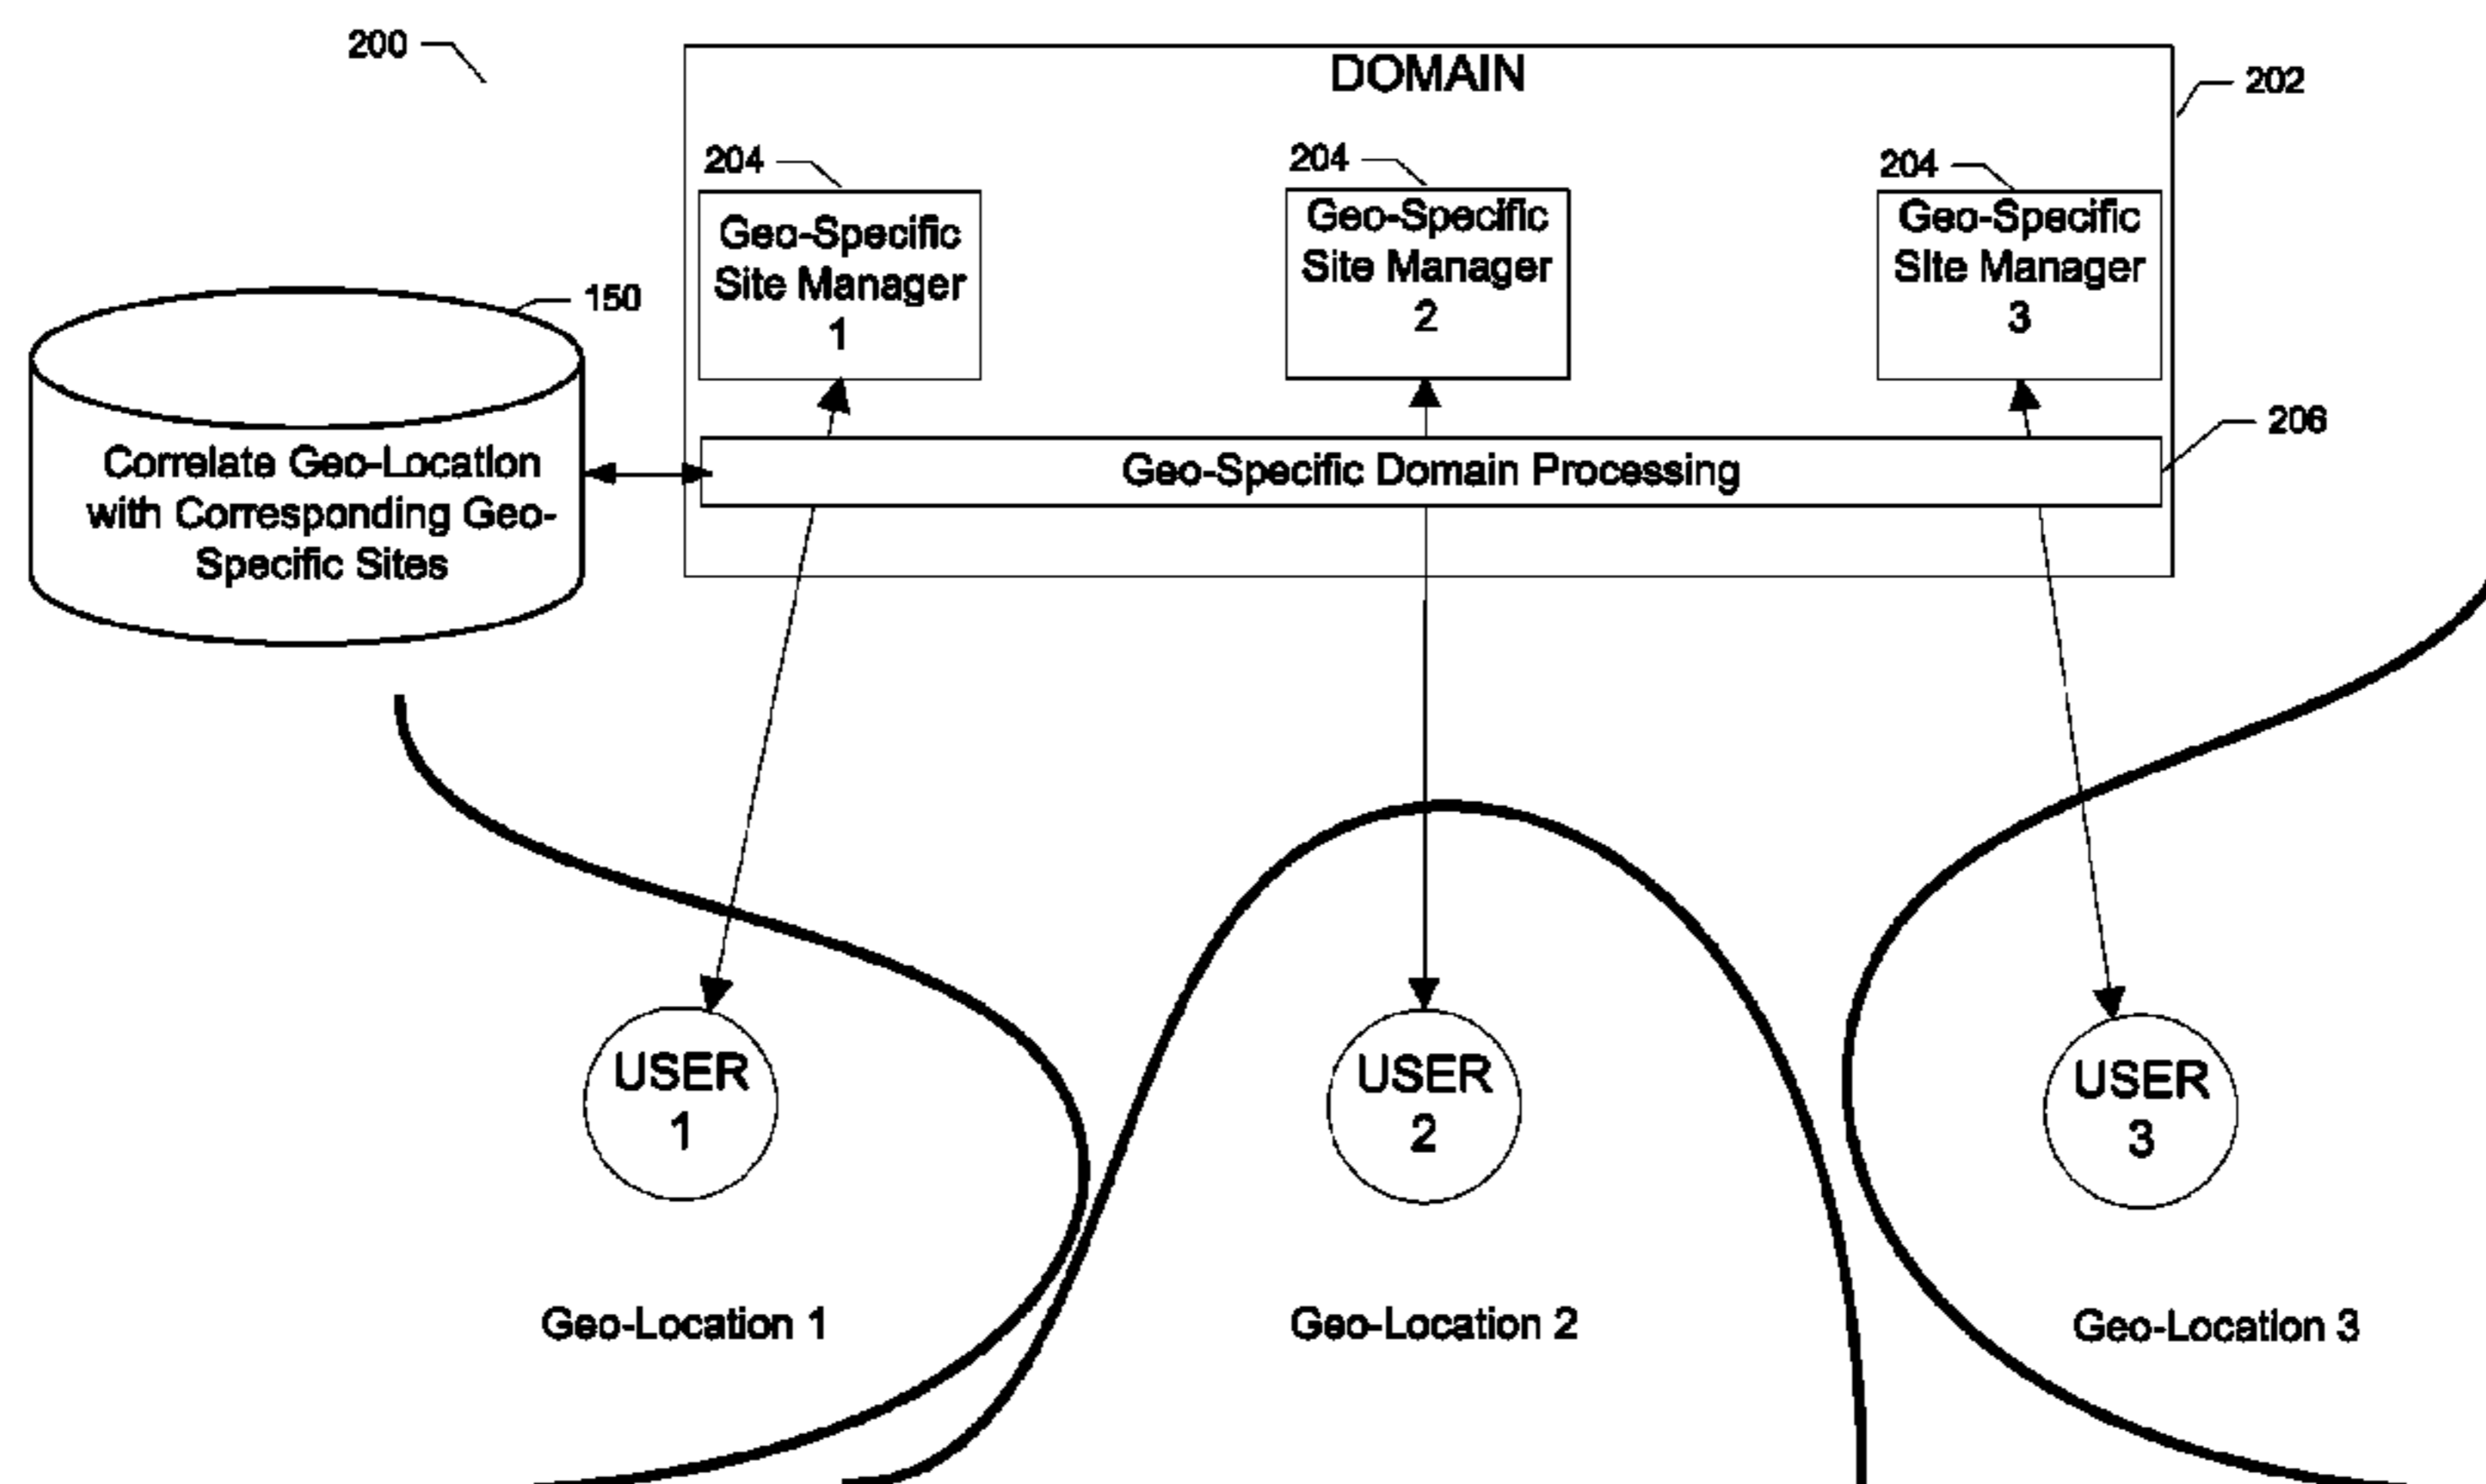 200
DOMAIN
202
204
204
204
Geo-Specific
Site Manager
1
Geo-Specific
Site Manager
2
Geo-Specific
Site Manager
3
150
206
Correlate Geo-Location
with Corresponding Geo-
Specific Sites
Geo-Specific Domain Processing
USER
1
USER
2
USER
3
Geo-Location 1
Geo-Location 2
Geo-Location 3